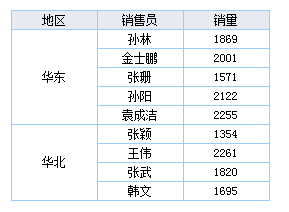 地区 销售员 销量
华东 孙林 1869
金士鹏 2001
张珊 1571
孙阳 2122
袁成洁 2255
华北 张颖 1354
王伟 2261
张武 1820
韩文 1695